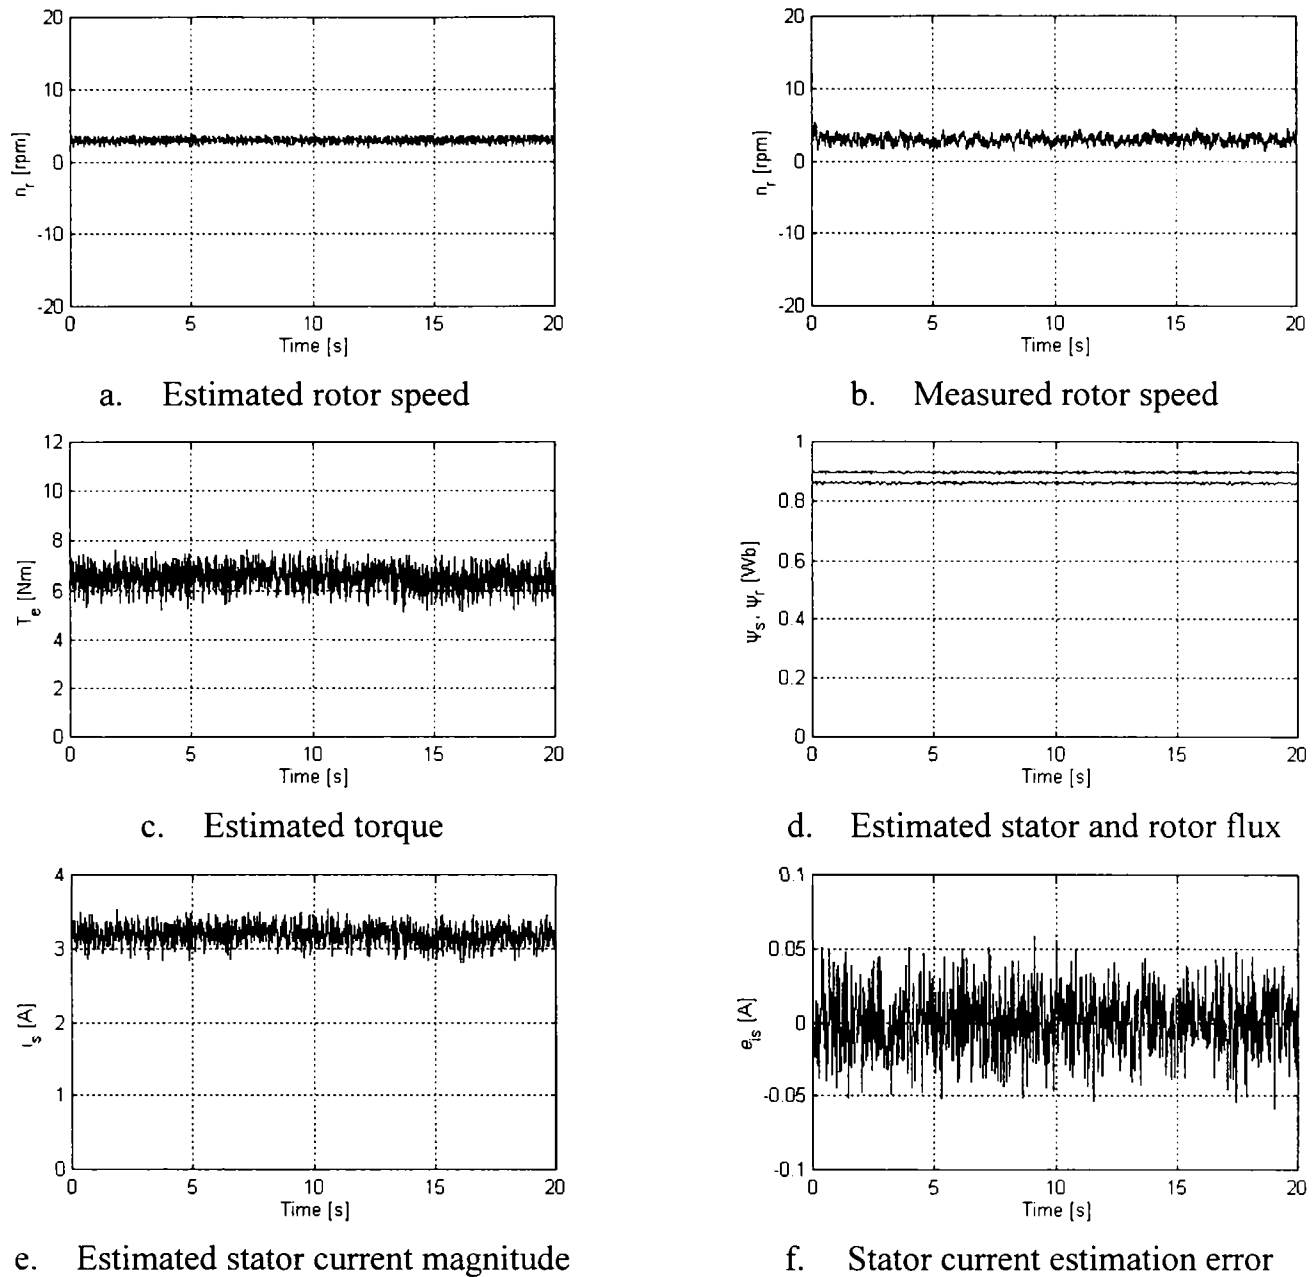 20
10
0
-10
-20
n_r [rpm]
0 5 10 15 20
Time [s]
a. Estimated rotor speed
20
10
0
-10
-20
n_r [rpm]
0 5 10 15 20
Time [s]
b. Measured rotor speed
12
10
8
6
4
2
0
T_e [Nm]
0 5 10 15 20
Time [s]
c. Estimated torque
1
0.8
0.6
0.4
0.2
0
Ψ_s, Ψ_r [Wb]
0 5 10 15 20
Time [s]
d. Estimated stator and rotor flux
4
3
2
1
0
i_s [A]
0 5 10 15 20
Time [s]
e. Estimated stator current magnitude
0.1
0.05
0
-0.05
-0.1
e_is [A]
0 5 10 15 20
Time [s]
f. Stator current estimation error